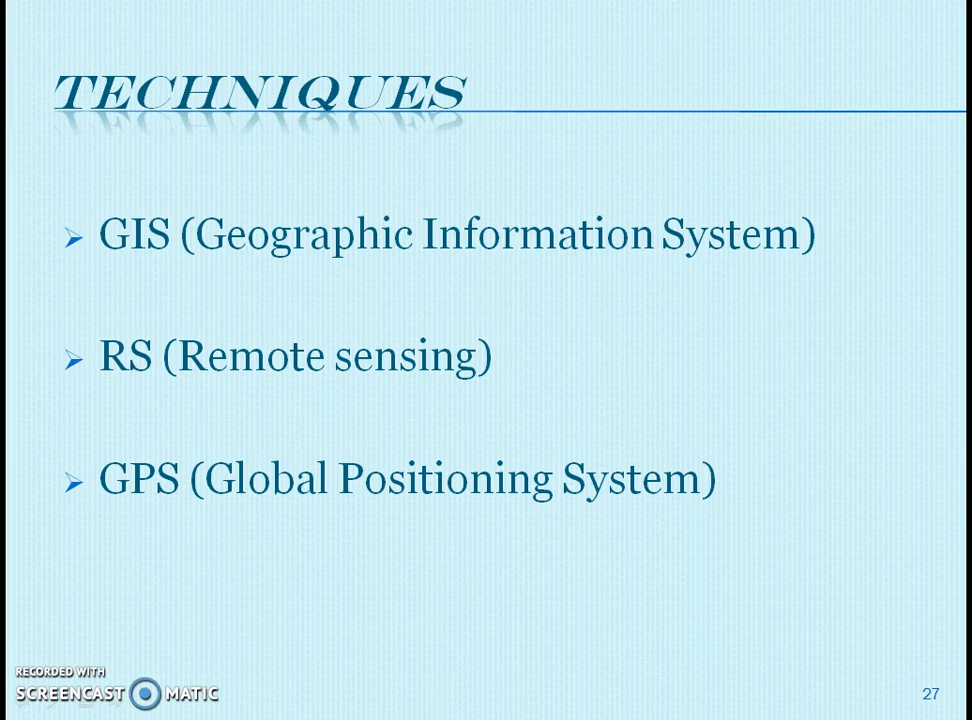 TECHNIQUES
GIS (Geographic Information System)
RS (Remote sensing)
GPS (Global Positioning System)
RECORDED WITH
SCREENCAST MATIC
27